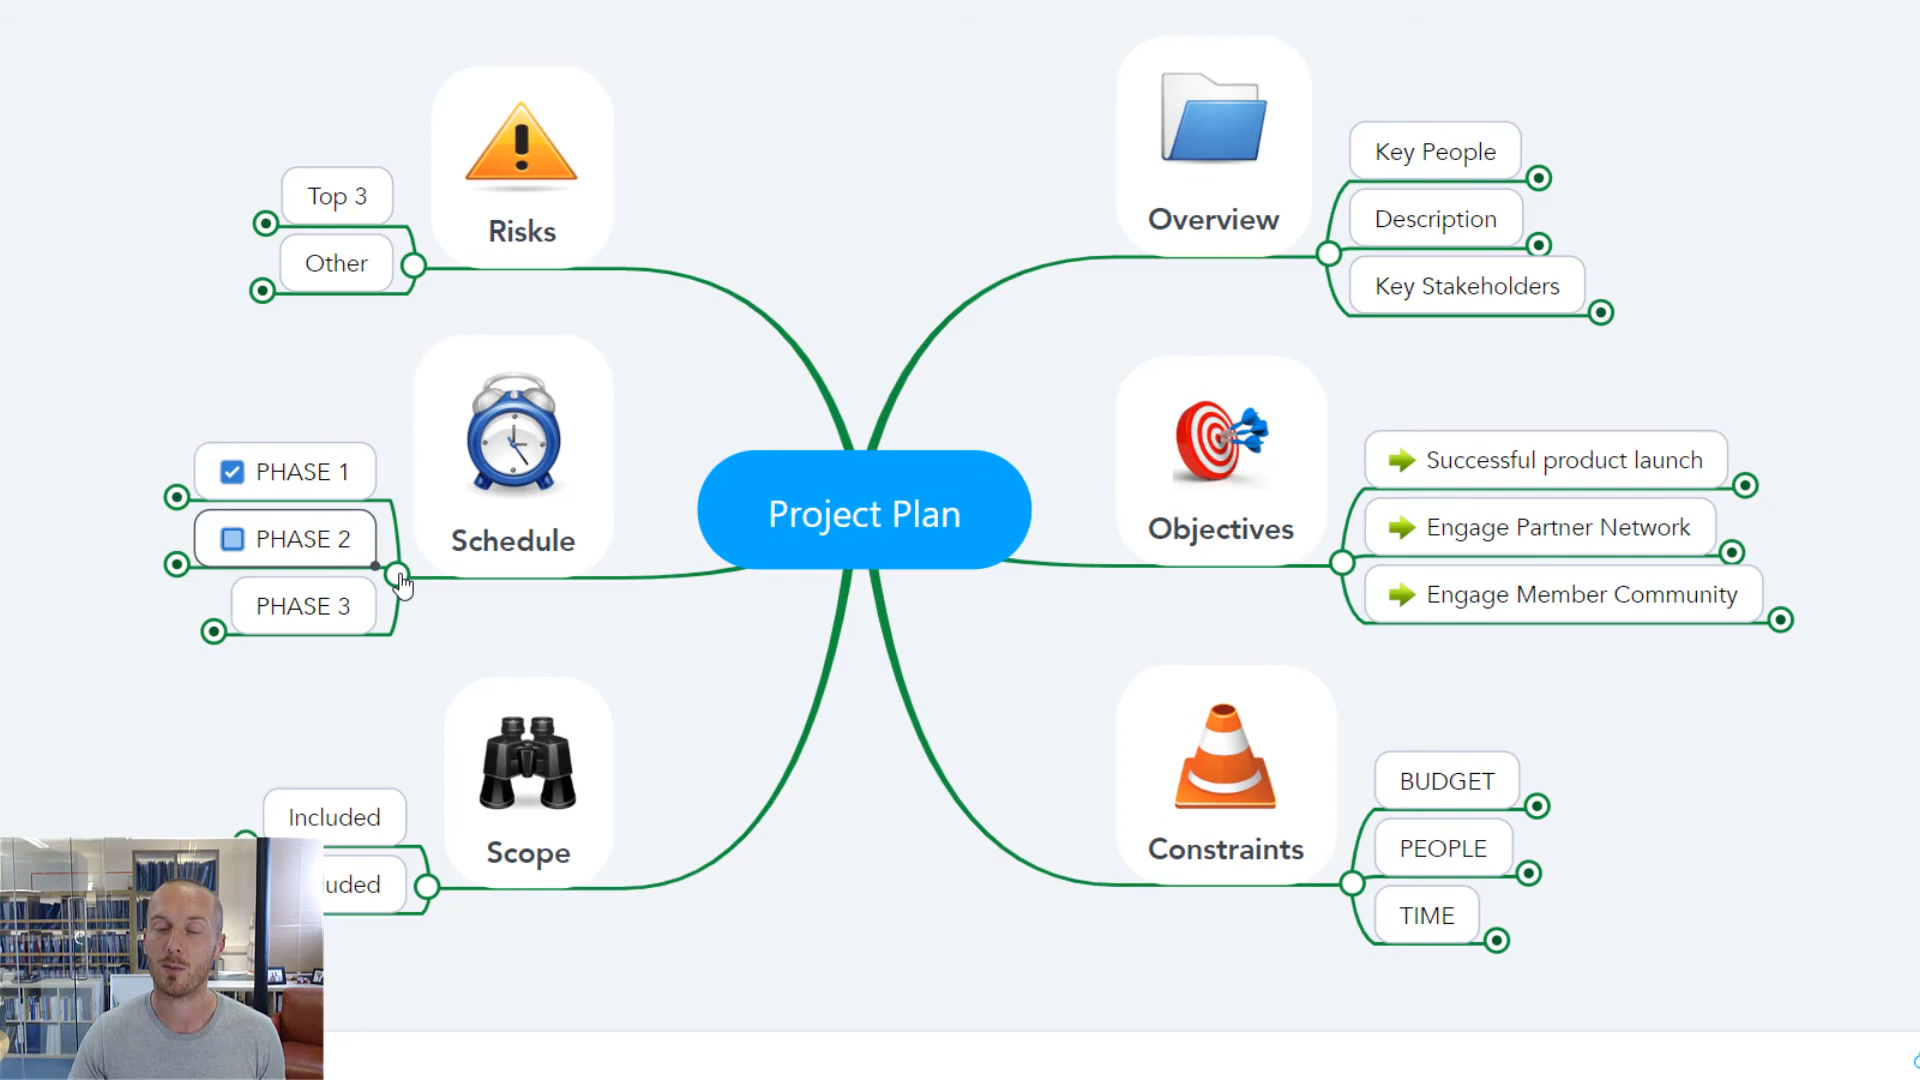 Project Plan
Risks
Top 3
Other
Schedule
PHASE 1
PHASE 2
PHASE 3
Scope
Included
luded
Overview
Key People
Description
Key Stakeholders
Objectives
Successful product launch
Engage Partner Network
Engage Member Community
Constraints
BUDGET
PEOPLE
TIME